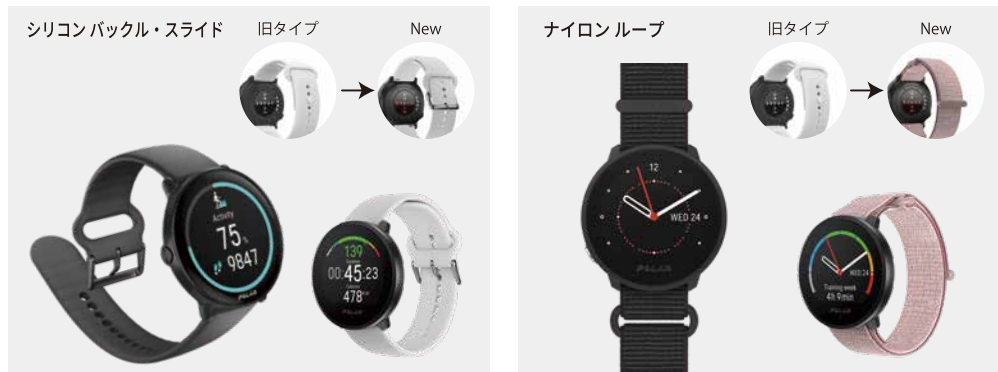 シリコン バックル・スライド
旧タイプ
New
Activity
75%
9847
POLAR
139
00:45:23
478
ナイロン ループ
旧タイプ
New
12
WED 24
POLAR
WED 24
Training week
4h 9min